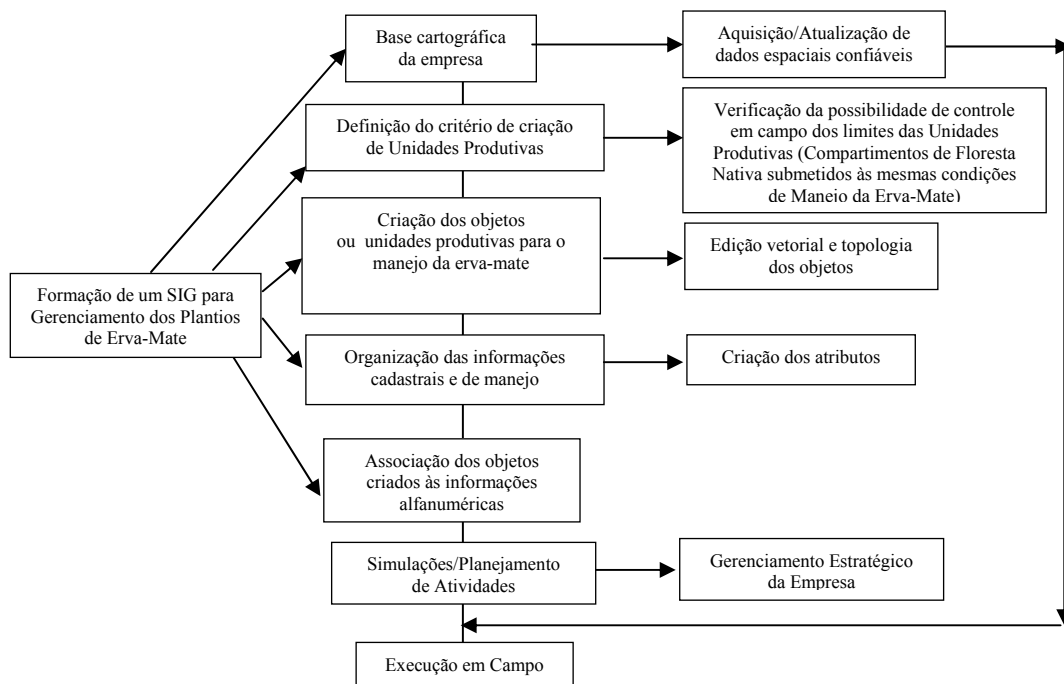 Base cartográfica
da empresa
Aquisição/Atualização de
dados espaciais confiáveis
Definição do critério de criação
de Unidades Produtivas
Verificação da possibilidade de controle
em campo dos limites das Unidades
Produtivas (Compartimentos de Floresta
Nativa submetidos às mesmas condições
de Manejo da Erva-Mate)
Criação dos objetos
ou unidades produtivas para o
manejo da erva-mate
Edição vetorial e topologia
dos objetos
Formação de um SIG para
Gerenciamento dos Plantios
de Erva-Mate
Organização das informações
cadastrais e de manejo
Criação dos atributos
Associação dos objetos
criados às informações
alfanuméricas
Simulações/Planejamento
de Atividades
Gerenciamento Estratégico
da Empresa
Execução em Campo